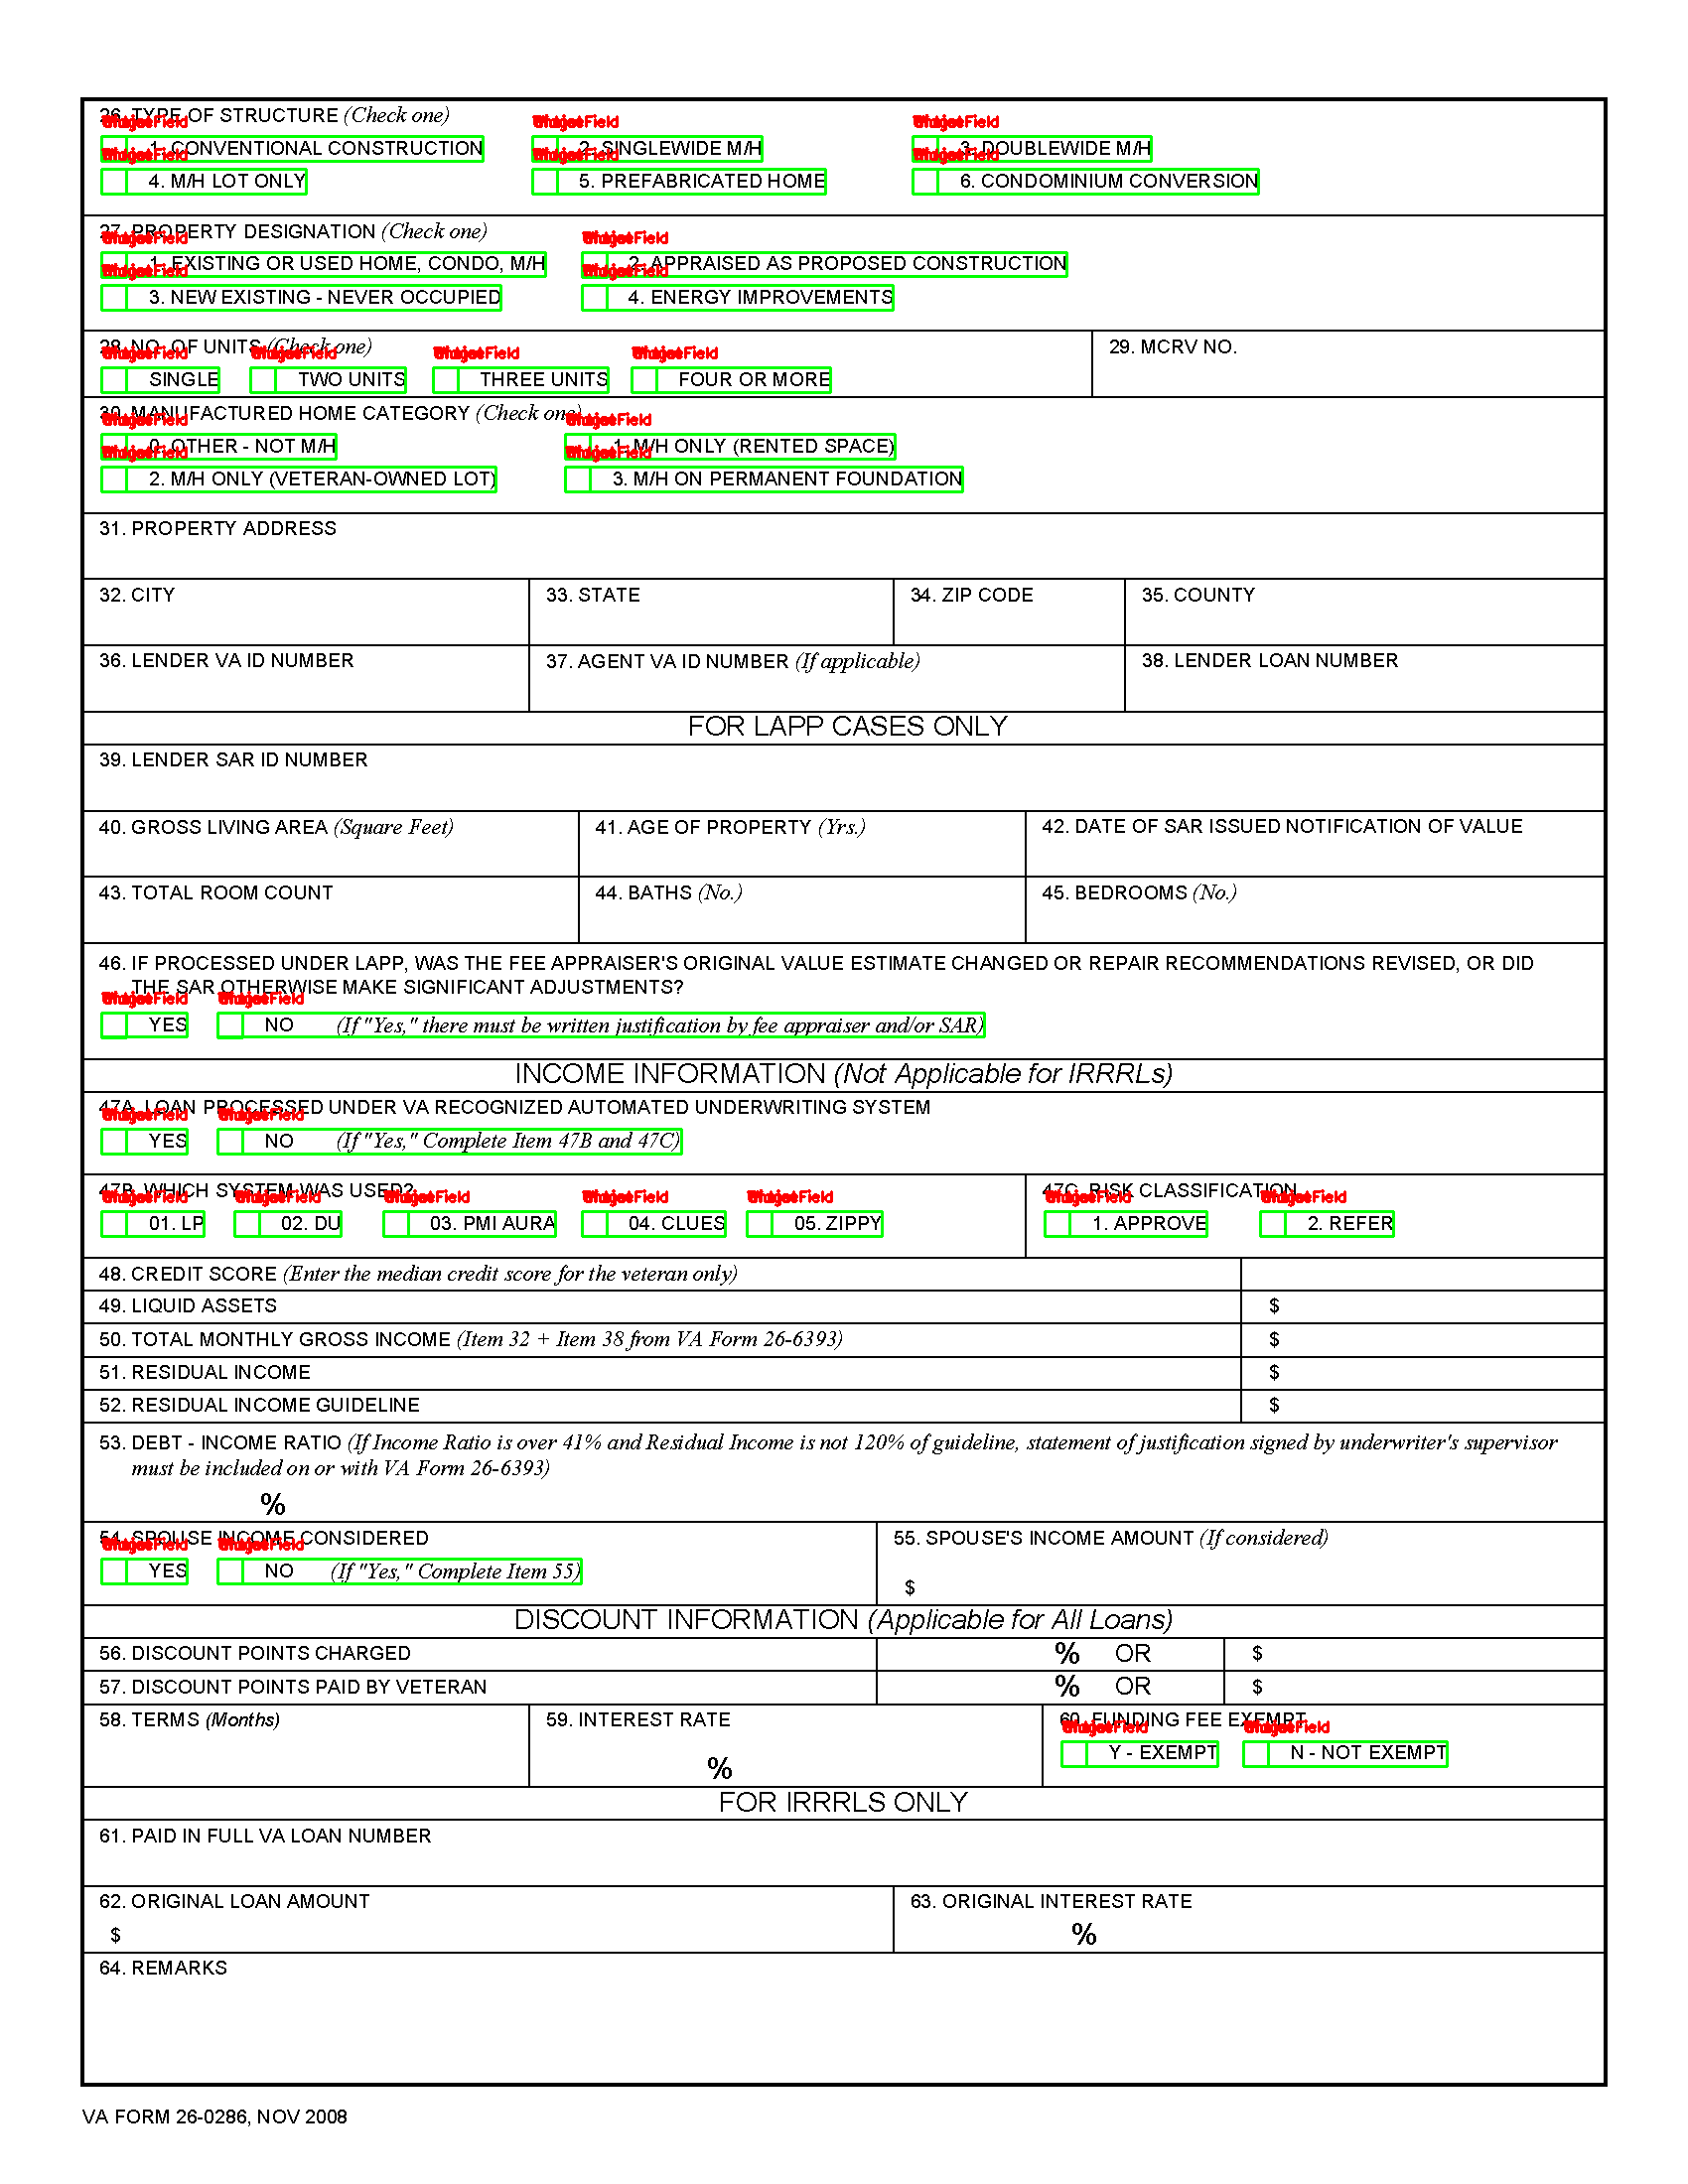 26. TYPE OF STRUCTURE (Check one)
1. CONVENTIONAL CONSTRUCTION 2. SINGLEWIDE M/H 3. DOUBLEWIDE M/H
4. M/H LOT ONLY 5. PREFABRICATED HOME 6. CONDOMINIUM CONVERSION
27. PROPERTY DESIGNATION (Check one)
1. EXISTING OR USED HOME, CONDO, M/H 2. APPRAISED AS PROPOSED CONSTRUCTION
3. NEW EXISTING - NEVER OCCUPIED 4. ENERGY IMPROVEMENTS
28. NO. OF UNITS (Check one) 29. MCRV NO.
SINGLE TWO UNITS THREE UNITS FOUR OR MORE
30. MANUFACTURED HOME CATEGORY (Check one)
0. OTHER - NOT M/H 1. M/H ONLY (RENTED SPACE)
2. M/H ONLY (VETERAN-OWNED LOT) 3. M/H ON PERMANENT FOUNDATION
31. PROPERTY ADDRESS
32. CITY 33. STATE 34. ZIP CODE 35. COUNTY
36. LENDER VA ID NUMBER 37. AGENT VA ID NUMBER (If applicable) 38. LENDER LOAN NUMBER
FOR LAPP CASES ONLY
39. LENDER SAR ID NUMBER
40. GROSS LIVING AREA (Square Feet) 41. AGE OF PROPERTY (Yrs.) 42. DATE OF SAR ISSUED NOTIFICATION OF VALUE
43. TOTAL ROOM COUNT 44. BATHS (No.) 45. BEDROOMS (No.)
46. IF PROCESSED UNDER LAPP, WAS THE FEE APPRAISER'S ORIGINAL VALUE ESTIMATE CHANGED OR REPAIR RECOMMENDATIONS REVISED, OR DID
THE SAR OTHERWISE MAKE SIGNIFICANT ADJUSTMENTS?
YES NO (If "Yes," there must be written justification by fee appraiser and/or SAR)
INCOME INFORMATION (Not Applicable for IRRRLs)
47A. LOAN PROCESSED UNDER VA RECOGNIZED AUTOMATED UNDERWRITING SYSTEM
YES NO (If "Yes," Complete Item 47B and 47C)
47B. WHICH SYSTEM WAS USED? 47C. RISK CLASSIFICATION
01. LP 02. DU 03. PMI AURA 04. CLUES 05. ZIPPY 1. APPROVE 2. REFER
48. CREDIT SCORE (Enter the median credit score for the veteran only)
49. LIQUID ASSETS $
50. TOTAL MONTHLY GROSS INCOME (Item 32 + Item 38 from VA Form 26-6393) $
51. RESIDUAL INCOME $
52. RESIDUAL INCOME GUIDELINE $
53. DEBT - INCOME RATIO (If Income Ratio is over 41% and Residual Income is not 120% of guideline, statement of justification signed by underwriter's supervisor
must be included on or with VA Form 26-6393)
%
54. SPOUSE INCOME CONSIDERED 55. SPOUSE'S INCOME AMOUNT (If considered)
YES NO (If "Yes," Complete Item 55)
$
DISCOUNT INFORMATION (Applicable for All Loans)
56. DISCOUNT POINTS CHARGED % OR $
57. DISCOUNT POINTS PAID BY VETERAN % OR $
58. TERMS (Months) 59. INTEREST RATE 60. FUNDING FEE EXEMPT
% Y - EXEMPT N - NOT EXEMPT
FOR IRRRLS ONLY
61. PAID IN FULL VA LOAN NUMBER
62. ORIGINAL LOAN AMOUNT 63. ORIGINAL INTEREST RATE
$ %
64. REMARKS
VA FORM 26-0286, NOV 2008